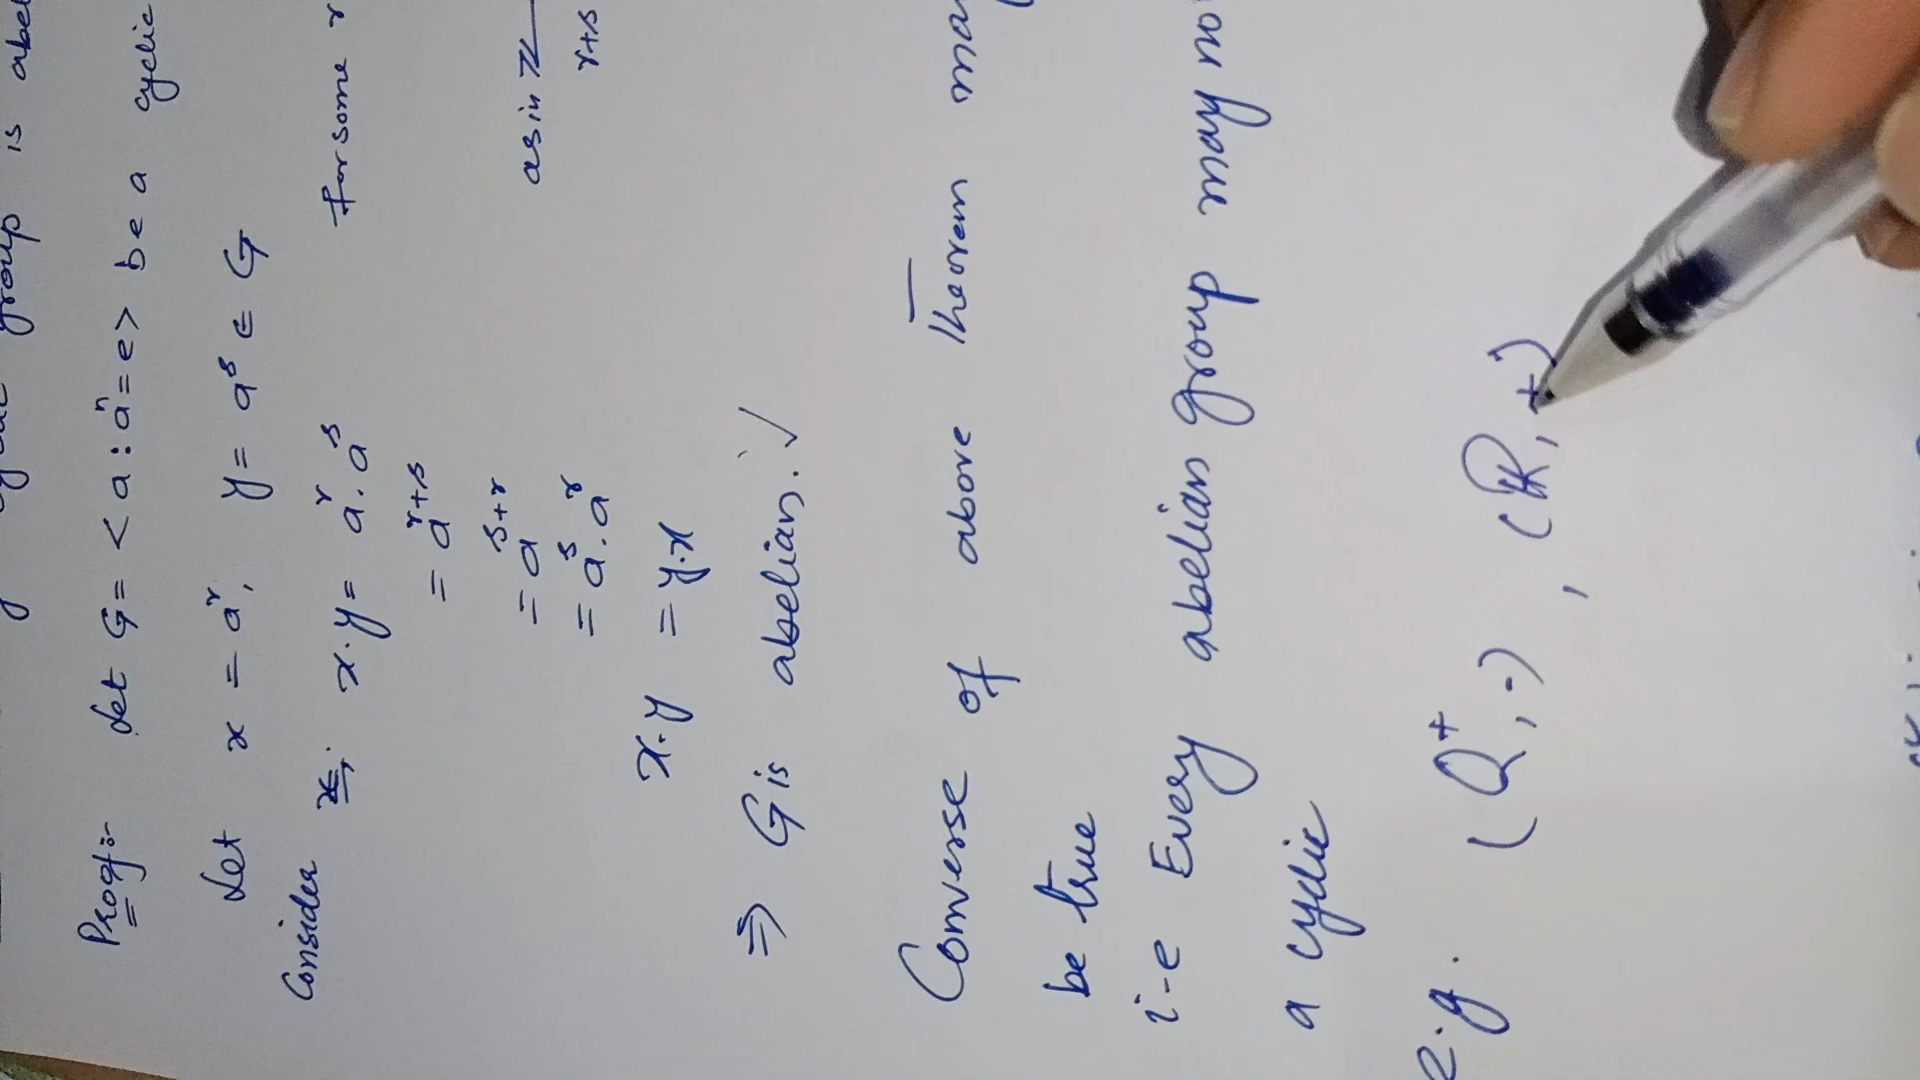 group is abel
Proof:- Let G = < a : aⁿ = e > be a cyclic
Let x = aʳ, y = aˢ ∈ G for some r
Consider
x. x.y = aʳ. aˢ
= aʳ⁺ˢ as in Z
= aˢ⁺ʳ r+s
= aˢ. aʳ
x.y = y.x
⇒ G is abelian. ✓
Converse of above Theorem may
be true
i-e Every abelian group may no
a cyclic
e.g. (Q⁺, .) , (R, +)